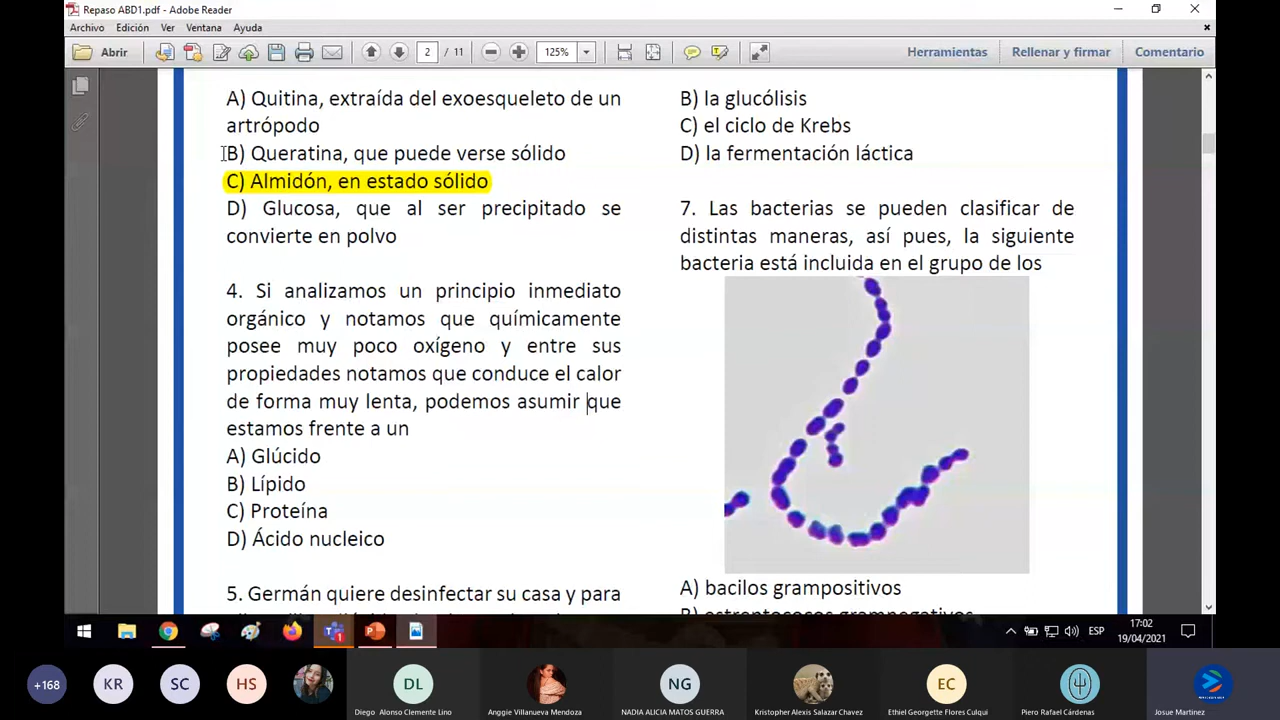 Repaso ABD1.pdf - Adobe Reader
Archivo Edición Ver Ventana Ayuda
Abrir 2 / 11 125% Herramientas Rellenar y firmar Comentario
A) Quitina, extraída del exoesqueleto de un
artrópodo
B) Queratina, que puede verse sólido
C) Almidón, en estado sólido
D) Glucosa, que al ser precipitado se
convierte en polvo
4. Si analizamos un principio inmediato
orgánico y notamos que químicamente
posee muy poco oxígeno y entre sus
propiedades notamos que conduce el calor
de forma muy lenta, podemos asumir que
estamos frente a un
A) Glúcido
B) Lípido
C) Proteína
D) Ácido nucleico
5. Germán quiere desinfectar su casa y para
B) la glucólisis
C) el ciclo de Krebs
D) la fermentación láctica
7. Las bacterias se pueden clasificar de
distintas maneras, así pues, la siguiente
bacteria está incluida en el grupo de los
A) bacilos grampositivos
B) estreptococos gramnegativos
ESP
17:02
19/04/2021
+168
KR
SC
HS
DL
NG
EC
Diego Alonso Clemente Lino
Anggie Villanueva Mendoza
NADIA ALICIA MATOS GUERRA
Kristopher Alexis Salazar Chavez
Ethiel Georgette Flores Culqui
Piero Rafael Cárdenas
Josue Martinez